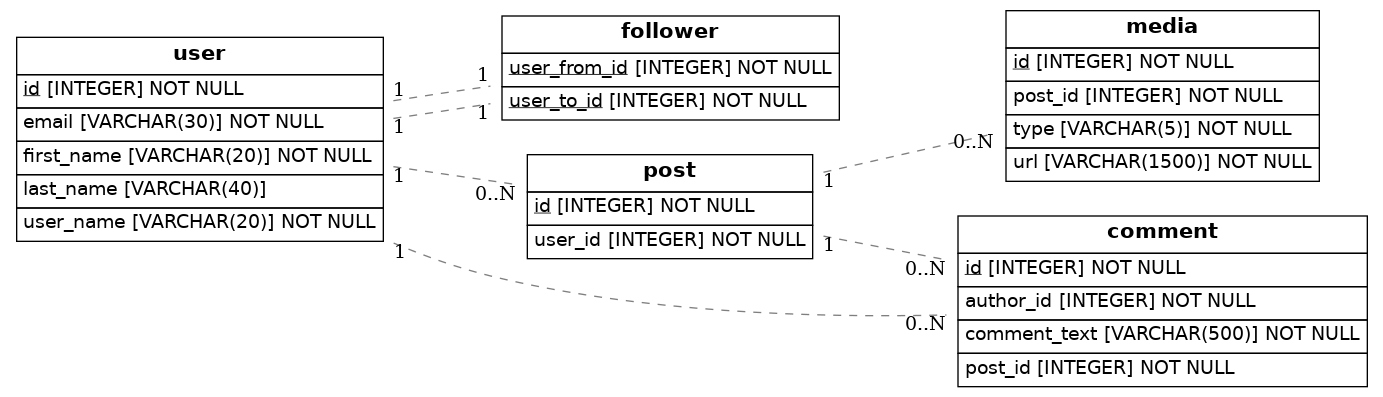 user
id [INTEGER] NOT NULL
email [VARCHAR(30)] NOT NULL
first_name [VARCHAR(20)] NOT NULL
last_name [VARCHAR(40)]
user_name [VARCHAR(20)] NOT NULL
1
1
1
1
1
1
0..N
0..N
follower
user_from_id [INTEGER] NOT NULL
user_to_id [INTEGER] NOT NULL
post
id [INTEGER] NOT NULL
user_id [INTEGER] NOT NULL
1
0..N
1
0..N
media
id [INTEGER] NOT NULL
post_id [INTEGER] NOT NULL
type [VARCHAR(5)] NOT NULL
url [VARCHAR(1500)] NOT NULL
comment
id [INTEGER] NOT NULL
author_id [INTEGER] NOT NULL
comment_text [VARCHAR(500)] NOT NULL
post_id [INTEGER] NOT NULL